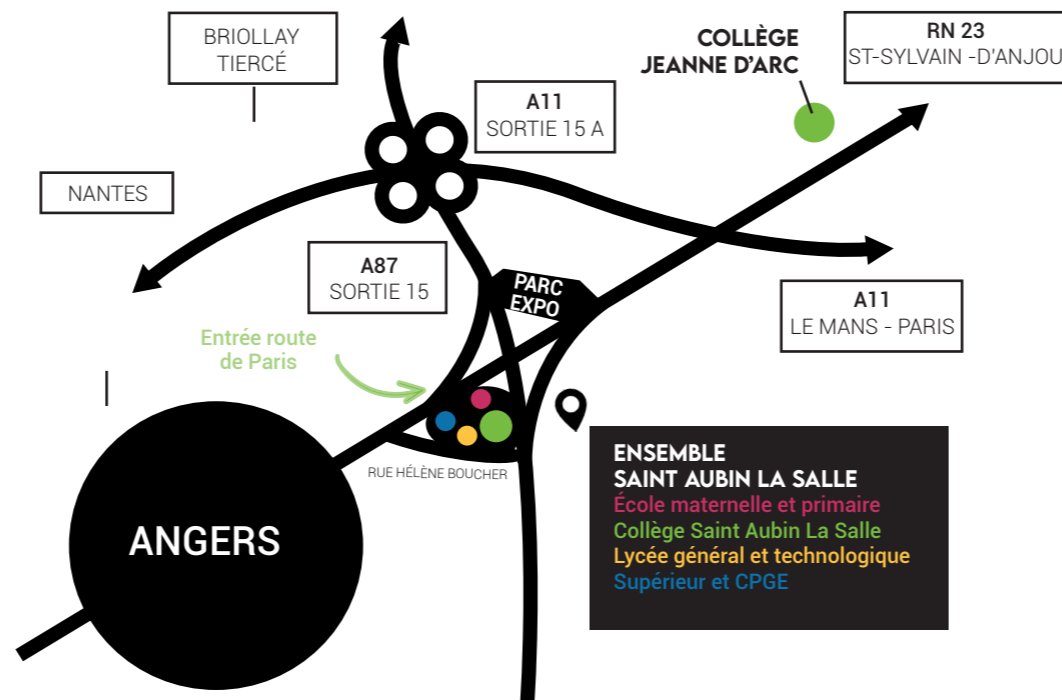 BRIOLLAY
TIERCÉ
COLLÈGE
JEANNE D'ARC
RN 23
ST-SYLVAIN -D'ANJOU
A11
SORTIE 15 A
NANTES
A87
SORTIE 15
PARC
EXPO
A11
LE MANS - PARIS
Entrée route
de Paris
RUE HÉLÈNE BOUCHER
ANGERS
ENSEMBLE
SAINT AUBIN LA SALLE
École maternelle et primaire
Collège Saint Aubin La Salle
Lycée général et technologique
Supérieur et CPGE